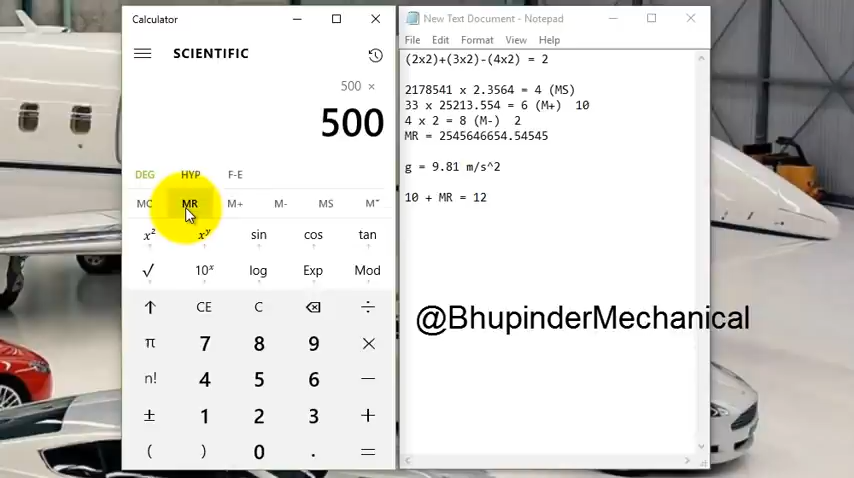 Calculator
SCIENTIFIC
500 ×
500
DEG HYP F-E
MR M+ M- MS M˅
x² xʸ sin cos tan
√ 10ˣ log Exp Mod
↑ CE C ⌫ ÷
π 7 8 9 ×
n! 4 5 6 −
± 1 2 3 +
( ) 0 . =
New Text Document - Notepad
File Edit Format View Help
(2x2)+(3x2)-(4x2) = 2
2178541 x 2.3564 = 4 (MS)
33 x 25213.554 = 6 (M+) 10
4 x 2 = 8 (M-) 2
MR = 2545646654.54545
g = 9.81 m/s^2
10 + MR = 12
@BhupinderMechanical